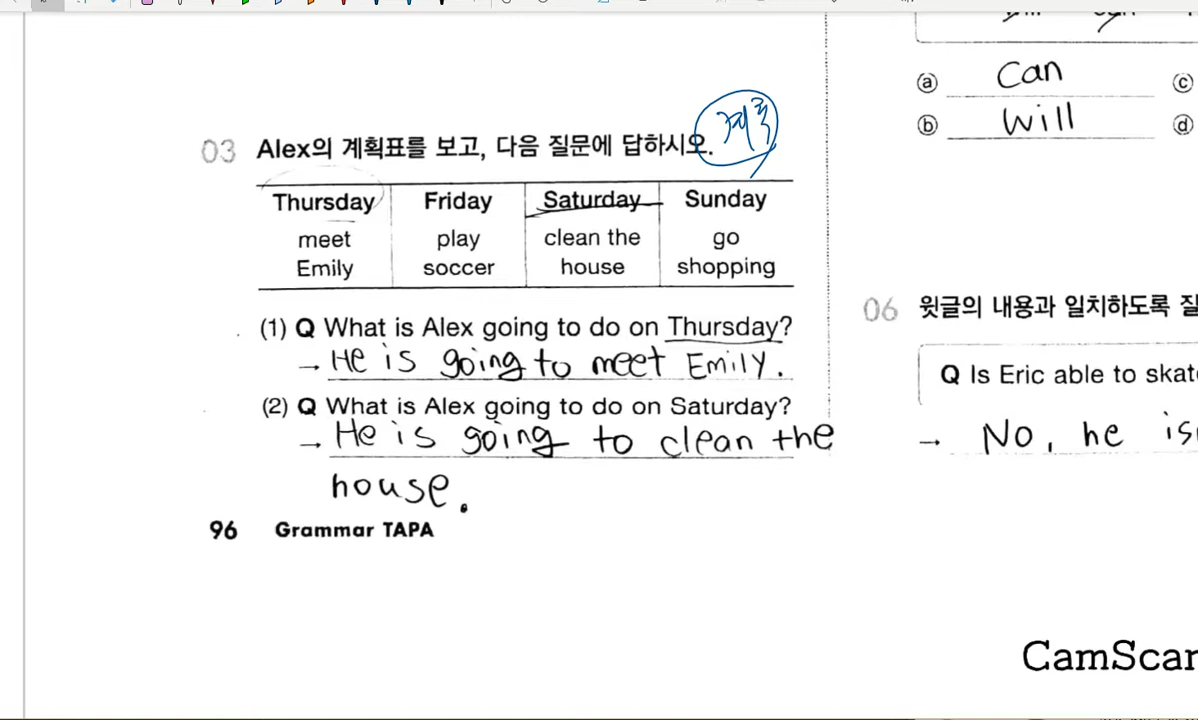 03 Alex의 계획표를 보고, 다음 질문에 답하시오.
계획
Thursday Friday Saturday Sunday
meet play clean the go
Emily soccer house shopping
(1) Q What is Alex going to do on Thursday?
→ He is going to meet Emily.
(2) Q What is Alex going to do on Saturday?
→ He is going to clean the
house.
96 Grammar TAPA
ⓐ Can ⓒ
ⓑ will ⓓ
06 윗글의 내용과 일치하도록 질
Q Is Eric able to skat
→ No, he is
CamScan